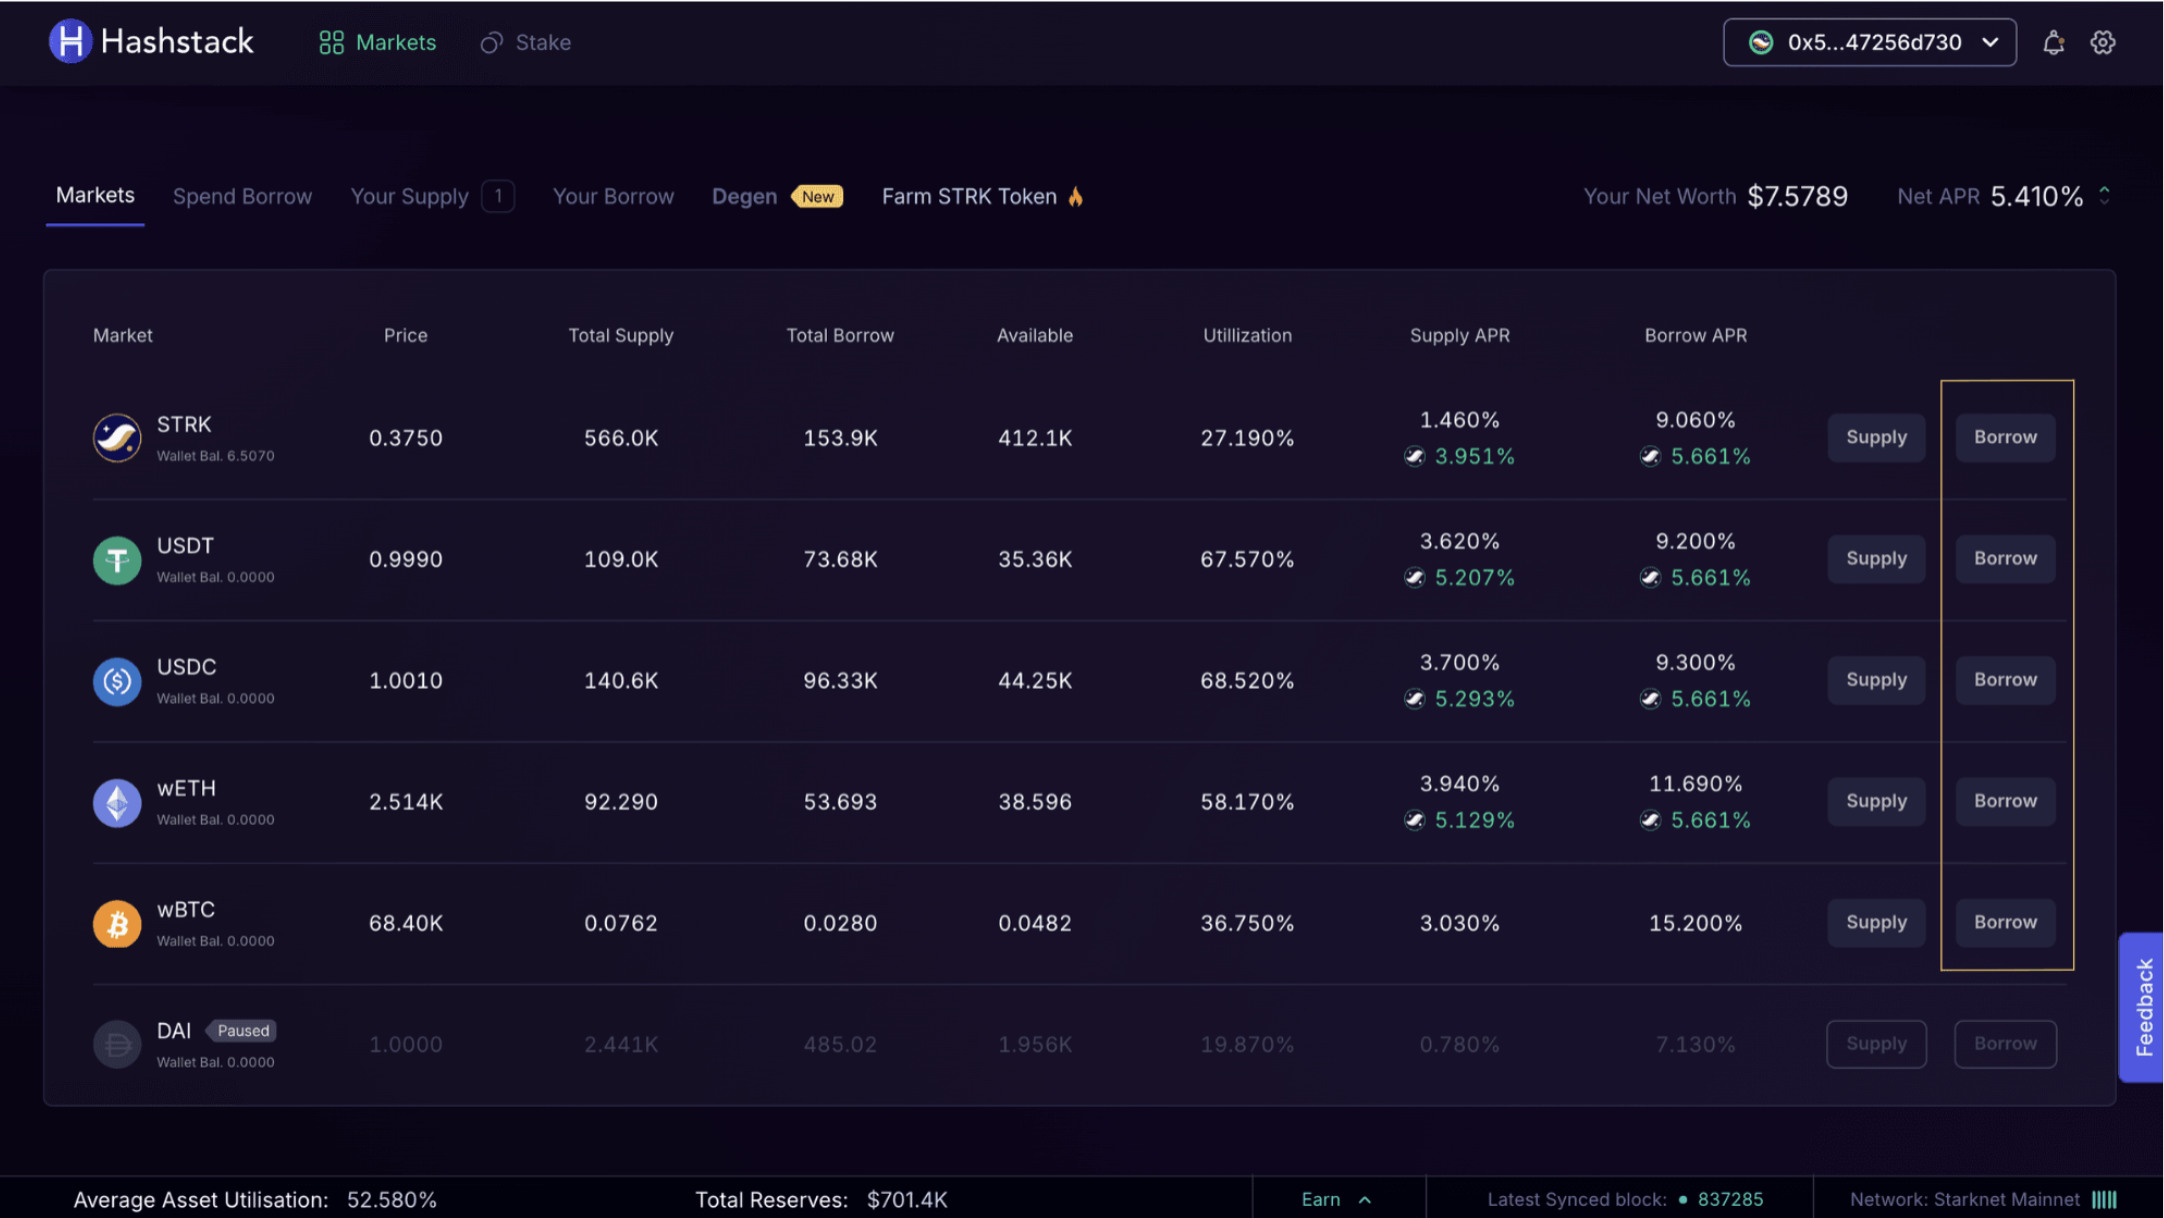 Hashstack Markets Stake 0x5...47256d730
Markets Spend Borrow Your Supply 1 Your Borrow Degen New Farm STRK Token Your Net Worth $7.5789 Net APR 5.410%
Market Price Total Supply Total Borrow Available Utillization Supply APR Borrow APR
STRK 0.3750 566.0K 153.9K 412.1K 27.190% 1.460% 9.060% Supply Borrow
Wallet Bal. 6.5070 3.951% 5.661%
USDT 0.9990 109.0K 73.68K 35.36K 67.570% 3.620% 9.200% Supply Borrow
Wallet Bal. 0.0000 5.207% 5.661%
USDC 1.0010 140.6K 96.33K 44.25K 68.520% 3.700% 9.300% Supply Borrow
Wallet Bal. 0.0000 5.293% 5.661%
wETH 2.514K 92.290 53.693 38.596 58.170% 3.940% 11.690% Supply Borrow
Wallet Bal. 0.0000 5.129% 5.661%
wBTC 68.40K 0.0762 0.0280 0.0482 36.750% 3.030% 15.200% Supply Borrow
Wallet Bal. 0.0000
DAI Paused 1.0000 2.441K 485.02 1.956K 19.870% 0.780% 7.130% Supply Borrow
Wallet Bal. 0.0000
Feedback
Average Asset Utilisation: 52.580% Total Reserves: $701.4K Earn Latest Synced block: 837285 Network: Starknet Mainnet